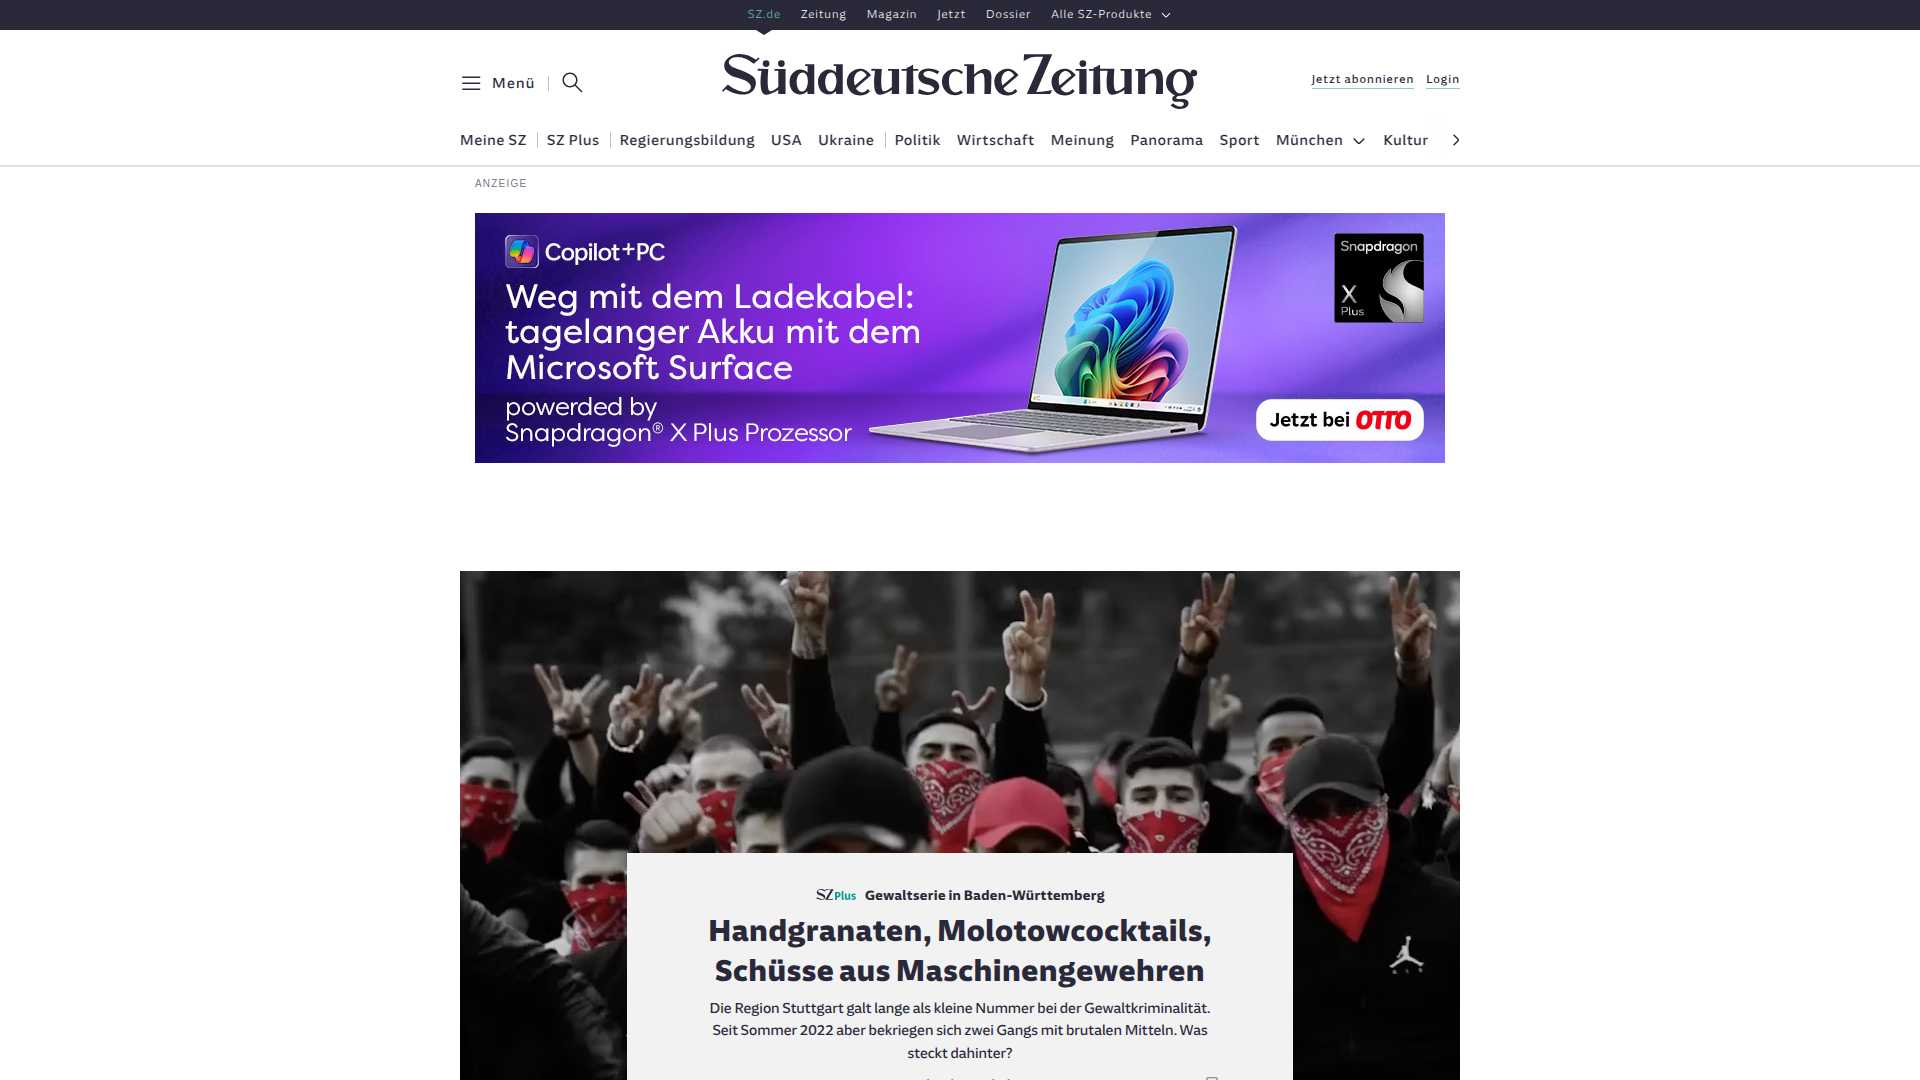 SZ.de Zeitung Magazin Jetzt Dossier Alle SZ-Produkte
Menü
Süddeutsche Zeitung
Jetzt abonnieren Login
Meine SZ SZ Plus Regierungsbildung USA Ukraine Politik Wirtschaft Meinung Panorama Sport München Kultur
ANZEIGE
Copilot+PC
Weg mit dem Ladekabel:
tagelanger Akku mit dem
Microsoft Surface
powered by
Snapdragon® X Plus Prozessor
Snapdragon
X
Plus
Jetzt bei OTTO
SZ Plus Gewaltserie in Baden-Württemberg
Handgranaten, Molotowcocktails,
Schüsse aus Maschinengewehren
Die Region Stuttgart galt lange als kleine Nummer bei der Gewaltkriminalität.
Seit Sommer 2022 aber bekriegen sich zwei Gangs mit brutalen Mitteln. Was
steckt dahinter?